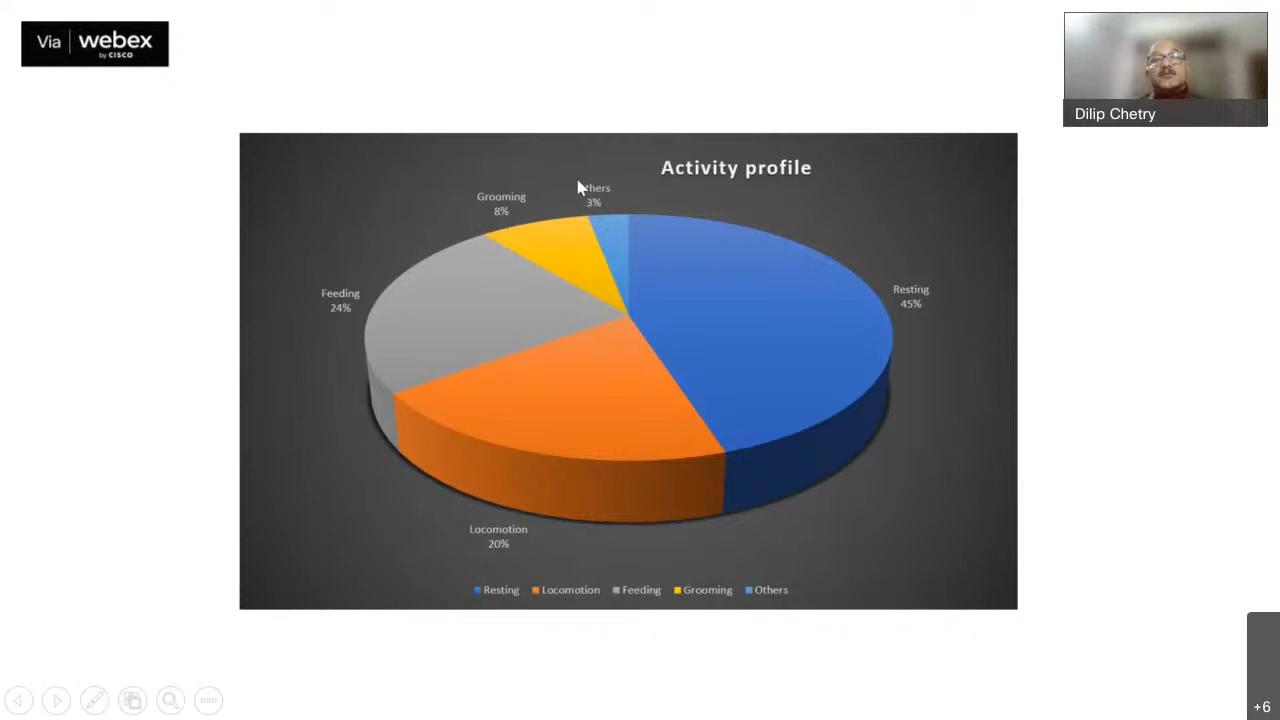 Via webex
by CISCO
Dilip Chetry
Activity profile
Grooming
8%
3%
Feeding
24%
Resting
45%
Locomotion
20%
Resting Locomotion Feeding Grooming Others
+6